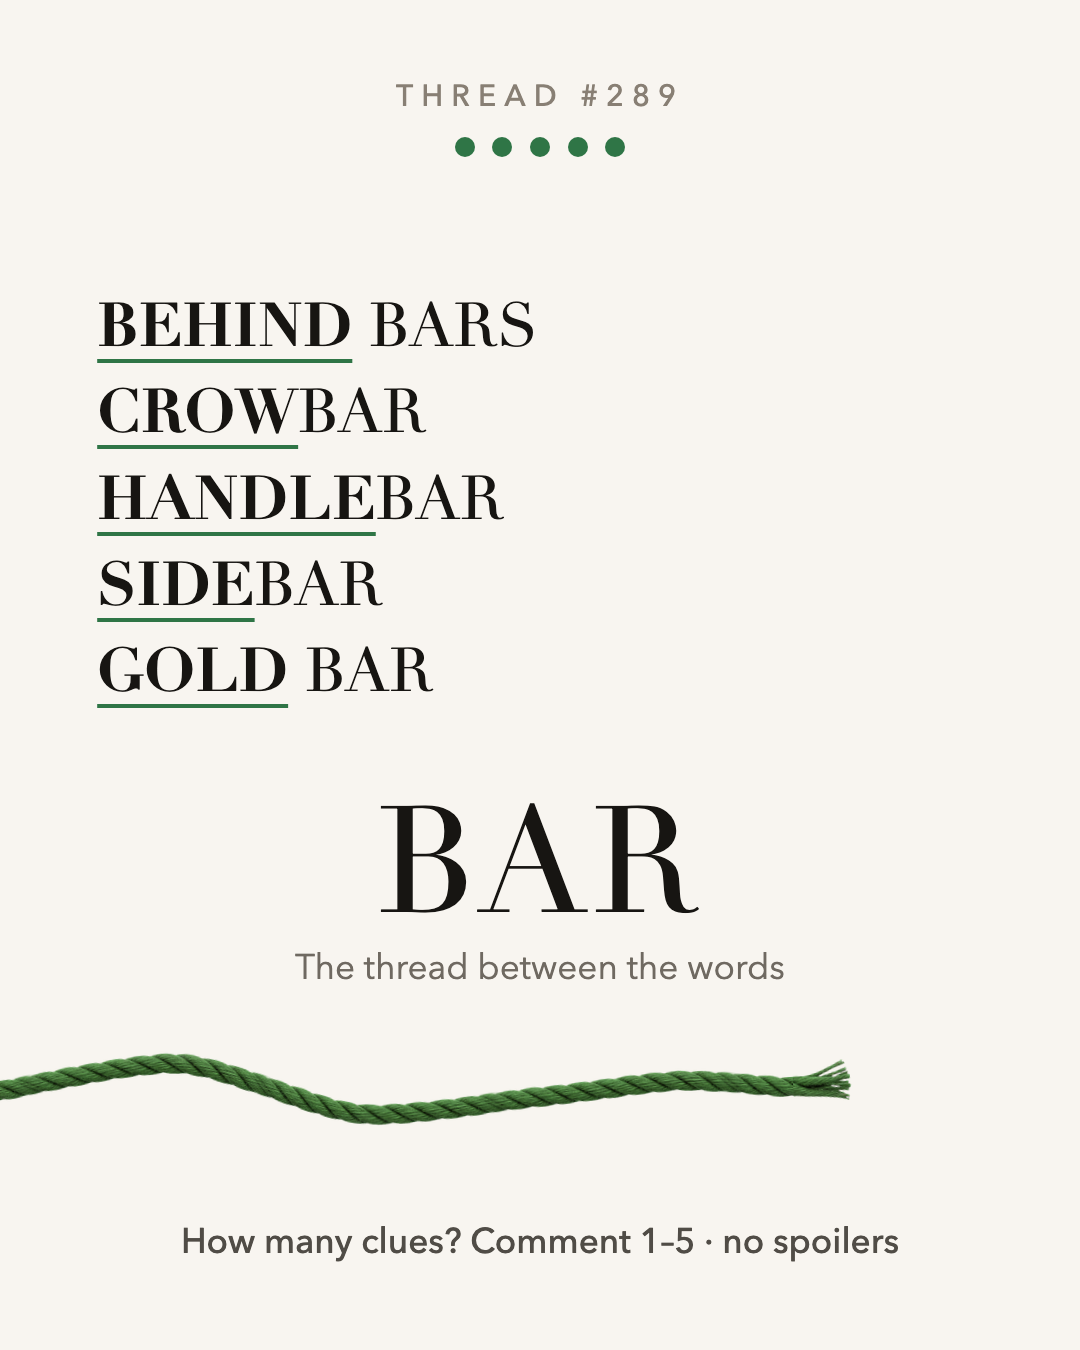 THREAD #289
BEHIND BARS
CROWBAR
HANDLEBAR
SIDEBAR
GOLD BAR
BAR
The thread between the words
How many clues? Comment 1–5 · no spoilers